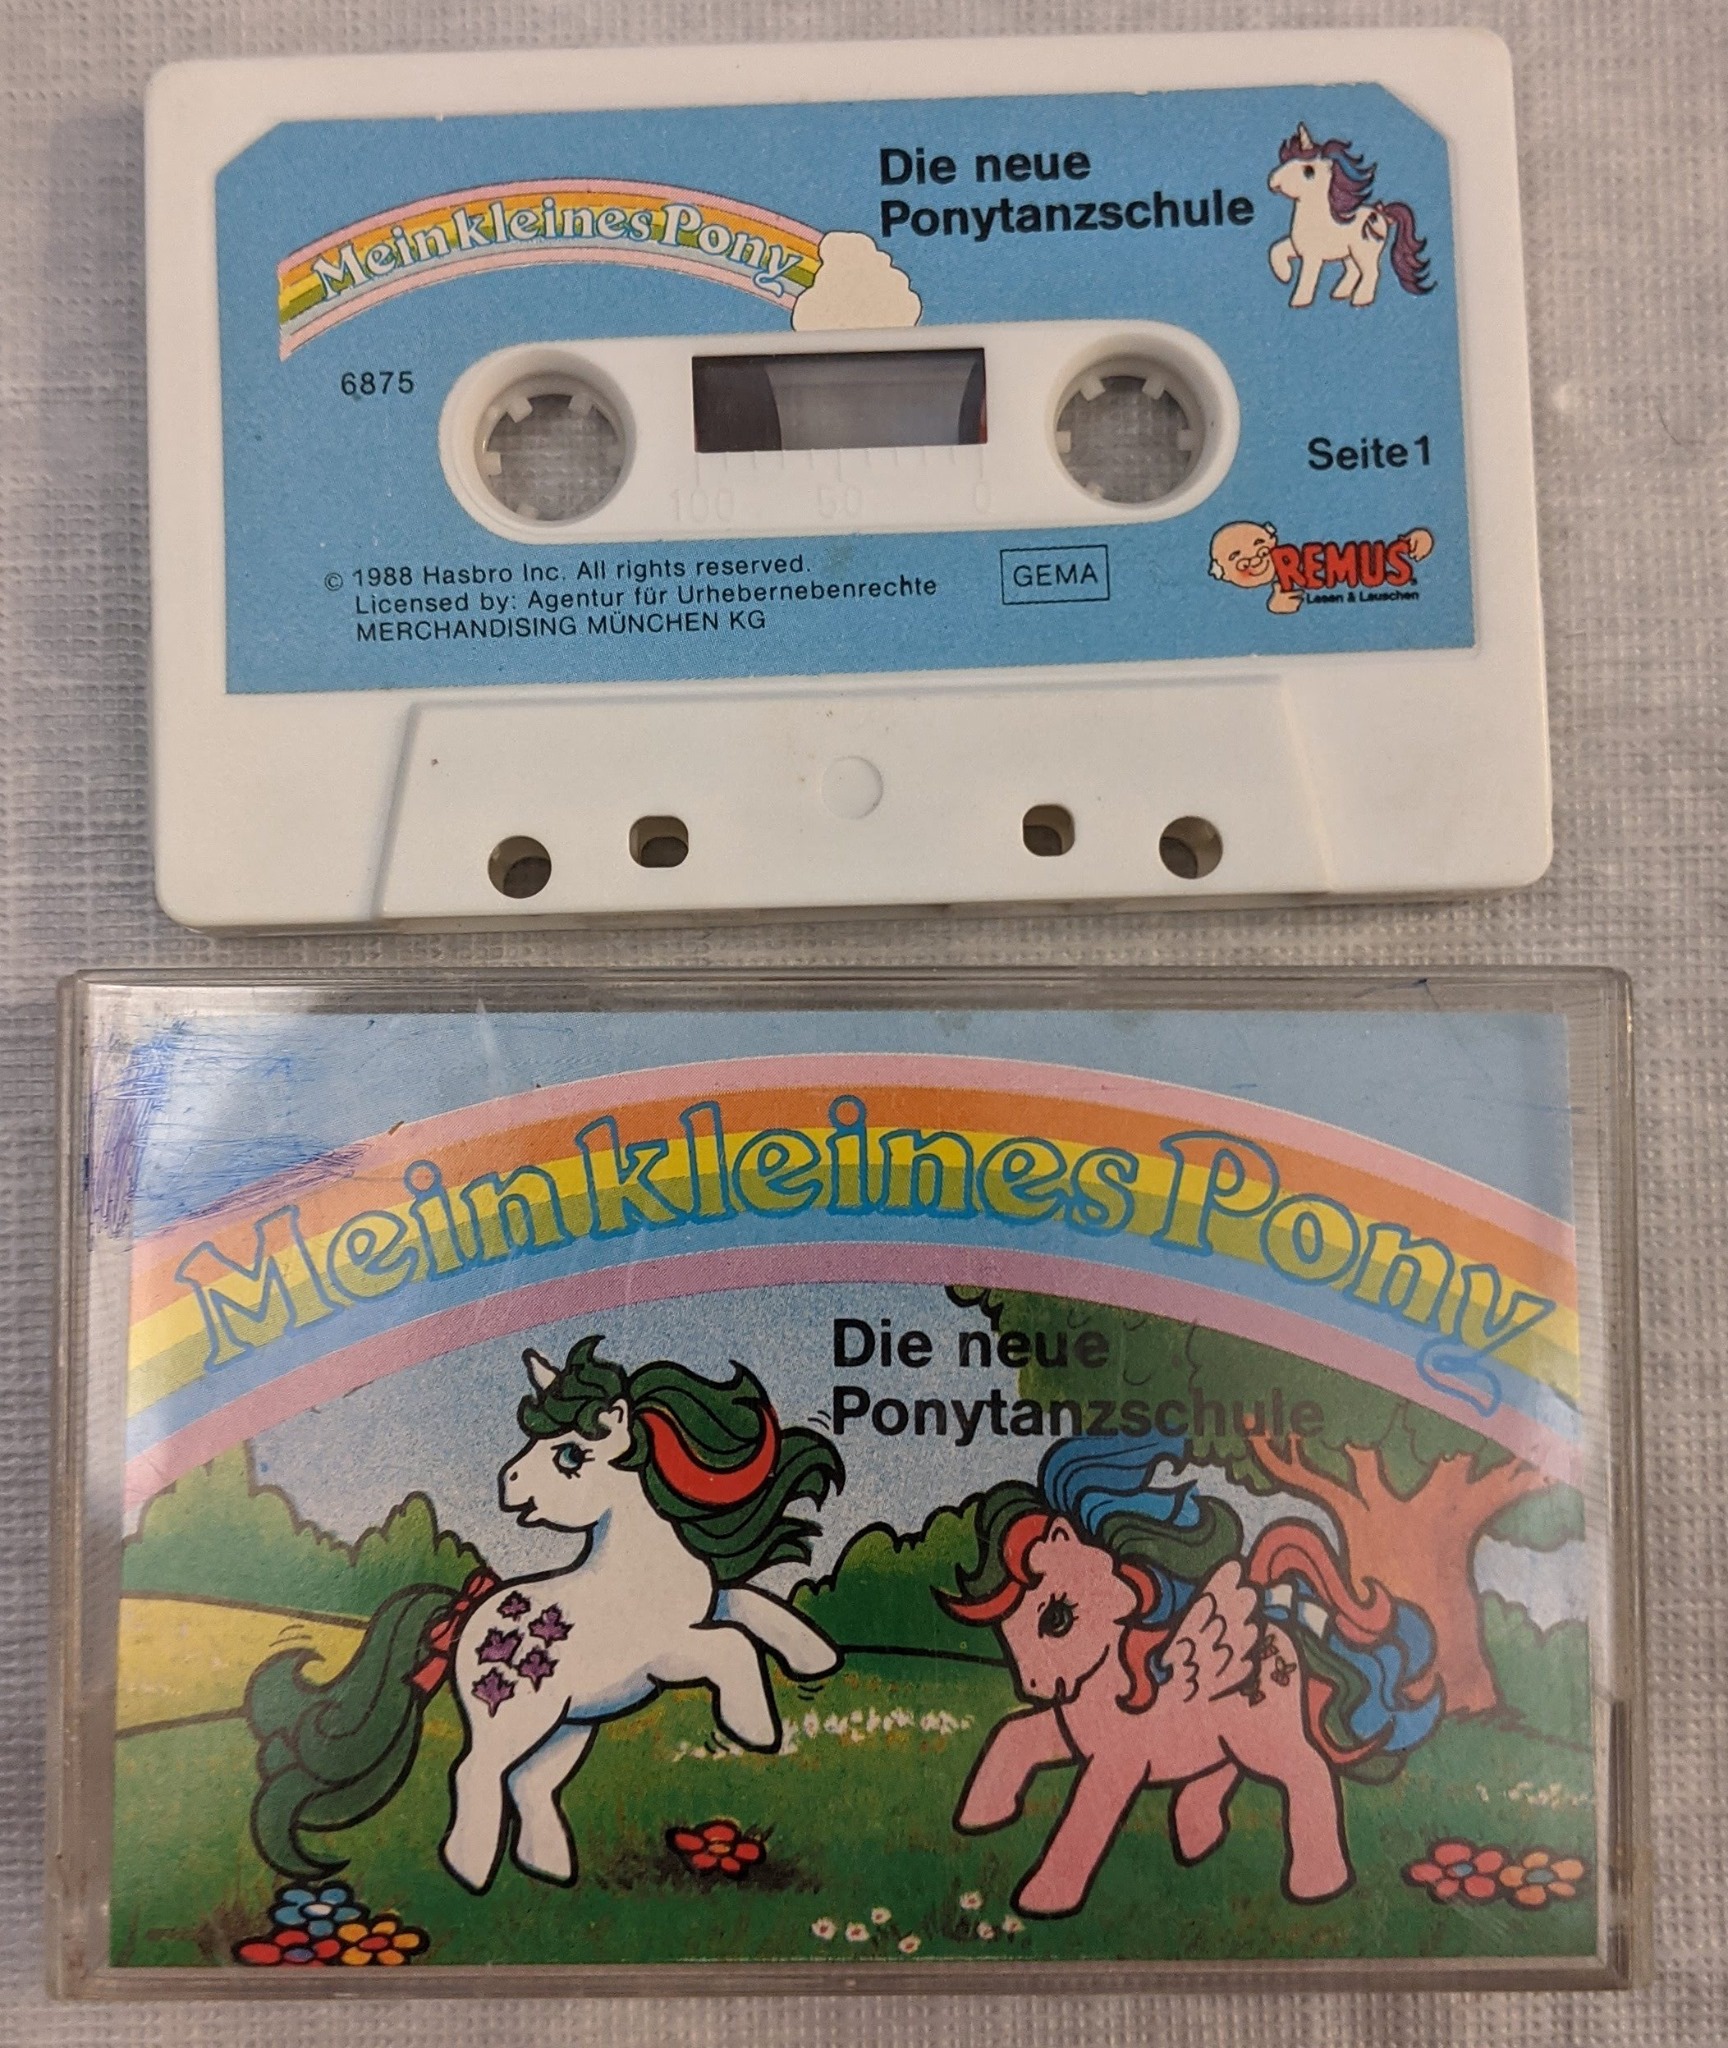 Mein kleines Pony
Die neue
Ponytanzschule
6875
100 50 0
Seite 1
© 1988 Hasbro Inc. All rights reserved.
Licensed by: Agentur für Urhebernebenrechte
MERCHANDISING MÜNCHEN KG
GEMA
REMUS
Lesen & Lauschen
Mein kleines Pony
Die neue
Ponytanzschule